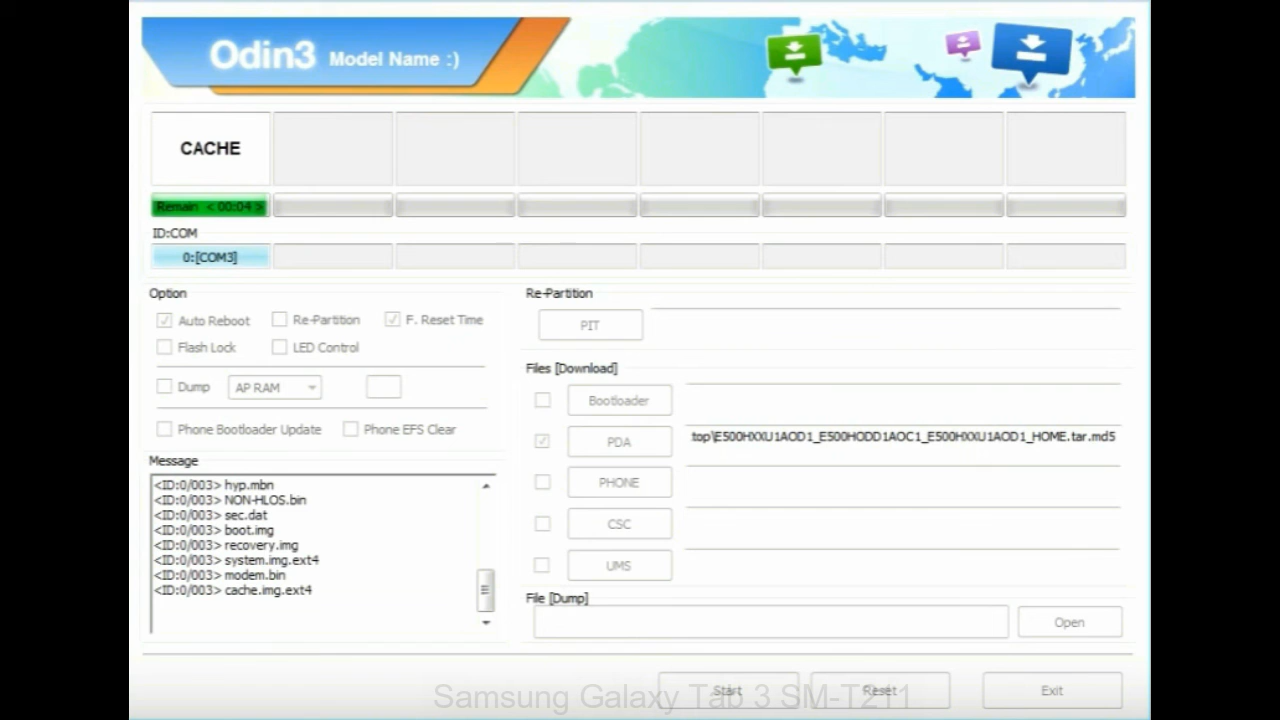 Odin3 Model Name :)
CACHE
Remain < 00:04 >
ID:COM
0:[COM3]
Option
Auto Reboot Re-Partition F. Reset Time
Flash Lock LED Control
Dump AP RAM
Phone Bootloader Update Phone EFS Clear
Message
<ID:0/003> hyp.mbn
<ID:0/003> NON-HLOS.bin
<ID:0/003> sec.dat
<ID:0/003> boot.img
<ID:0/003> recovery.img
<ID:0/003> system.img.ext4
<ID:0/003> modem.bin
<ID:0/003> cache.img.ext4
Re-Partition
PIT
Files [Download]
Bootloader
PDA top\E500HXXU1AOD1_E500HODD1AOC1_E500HXXU1AOD1_HOME.tar.md5
PHONE
CSC
UMS
File [Dump]
Open
Start Reset Exit
Samsung Galaxy Tab 3 SM-T211